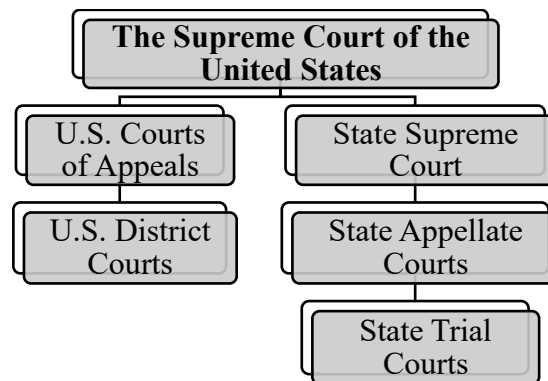 The Supreme Court of the
United States
U.S. Courts
of Appeals
State Supreme
Court
U.S. District
Courts
State Appellate
Courts
State Trial
Courts